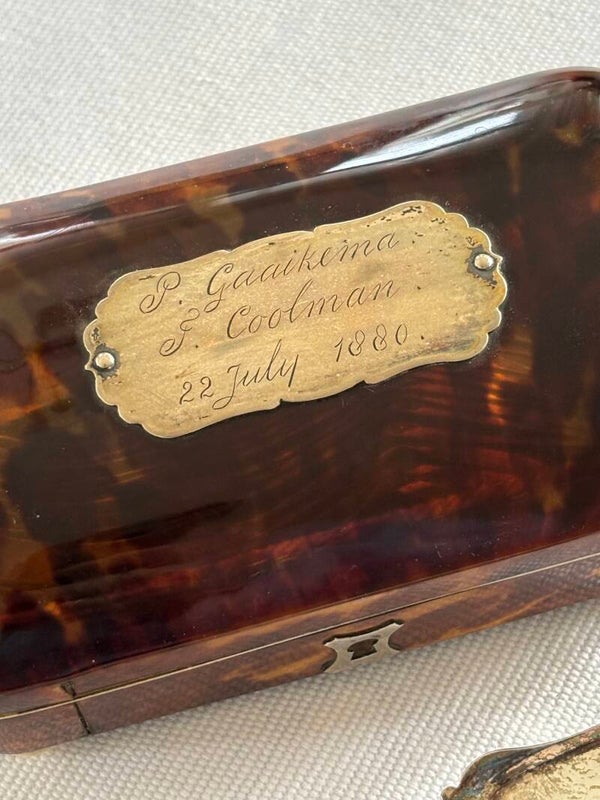 P. Gaaikema.
F. Coolman
22 July 1880.